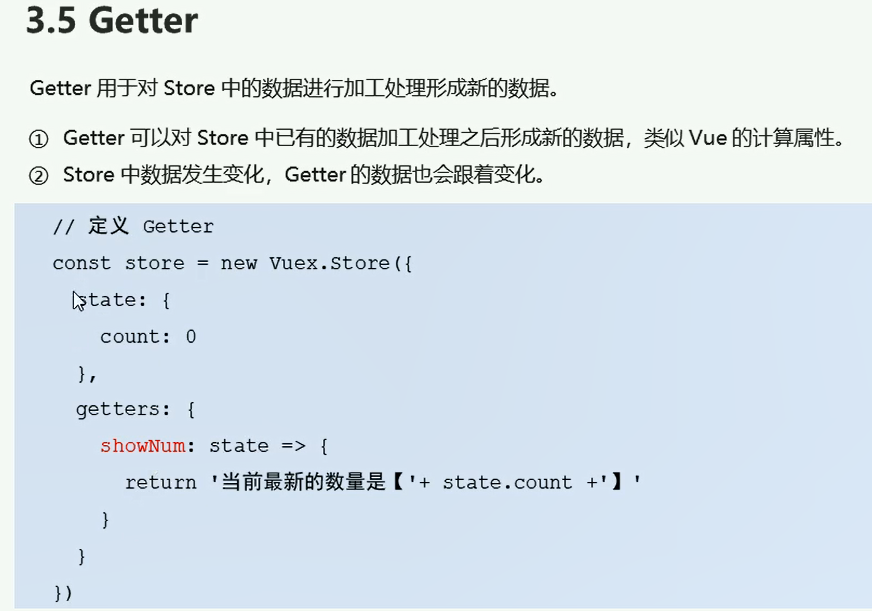 3.5 Getter
Getter 用于对 Store 中的数据进行加工处理形成新的数据。
① Getter 可以对 Store 中已有的数据加工处理之后形成新的数据，类似 Vue 的计算属性。
② Store 中数据发生变化，Getter 的数据也会跟着变化。
// 定义 Getter
const store = new Vuex.Store({
state: {
count: 0
},
getters: {
showNum: state => {
return '当前最新的数量是【'+ state.count +'】'
}
}
})